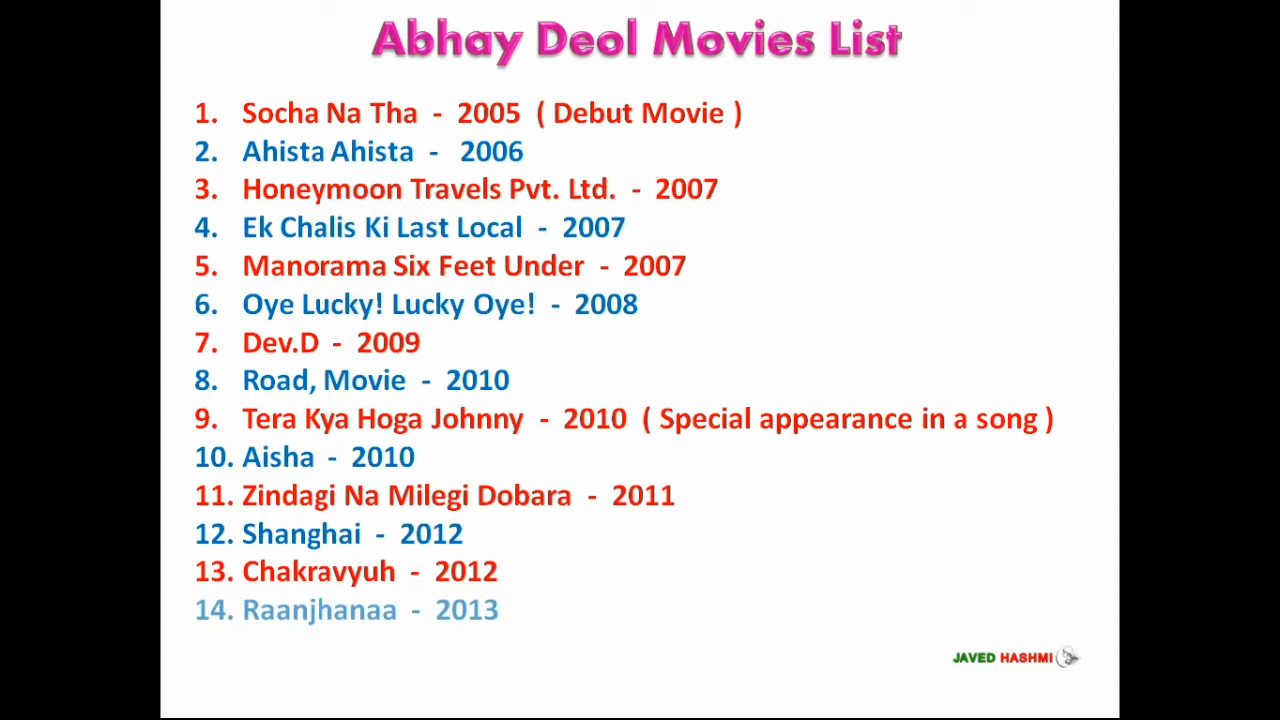 Abhay Deol Movies List
1. Socha Na Tha - 2005 ( Debut Movie )
2. Ahista Ahista - 2006
3. Honeymoon Travels Pvt. Ltd. - 2007
4. Ek Chalis Ki Last Local - 2007
5. Manorama Six Feet Under - 2007
6. Oye Lucky! Lucky Oye! - 2008
7. Dev.D - 2009
8. Road, Movie - 2010
9. Tera Kya Hoga Johnny - 2010 ( Special appearance in a song )
10. Aisha - 2010
11. Zindagi Na Milegi Dobara - 2011
12. Shanghai - 2012
13. Chakravyuh - 2012
14. Raanjhanaa - 2013
JAVED HASHMI